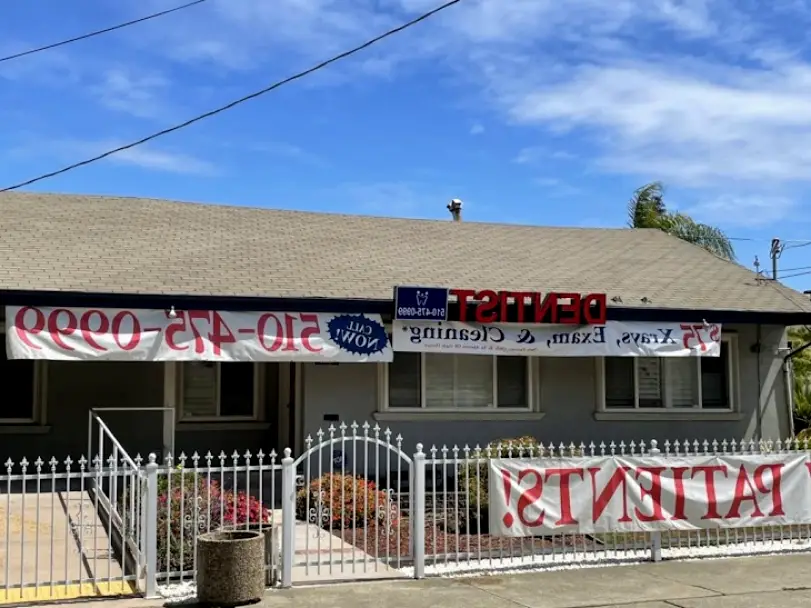 DENTIST
510-475-0999
$75 Xrays, Exam, & Cleaning*
CALL NOW!
510-475-0999
PATIENTS!